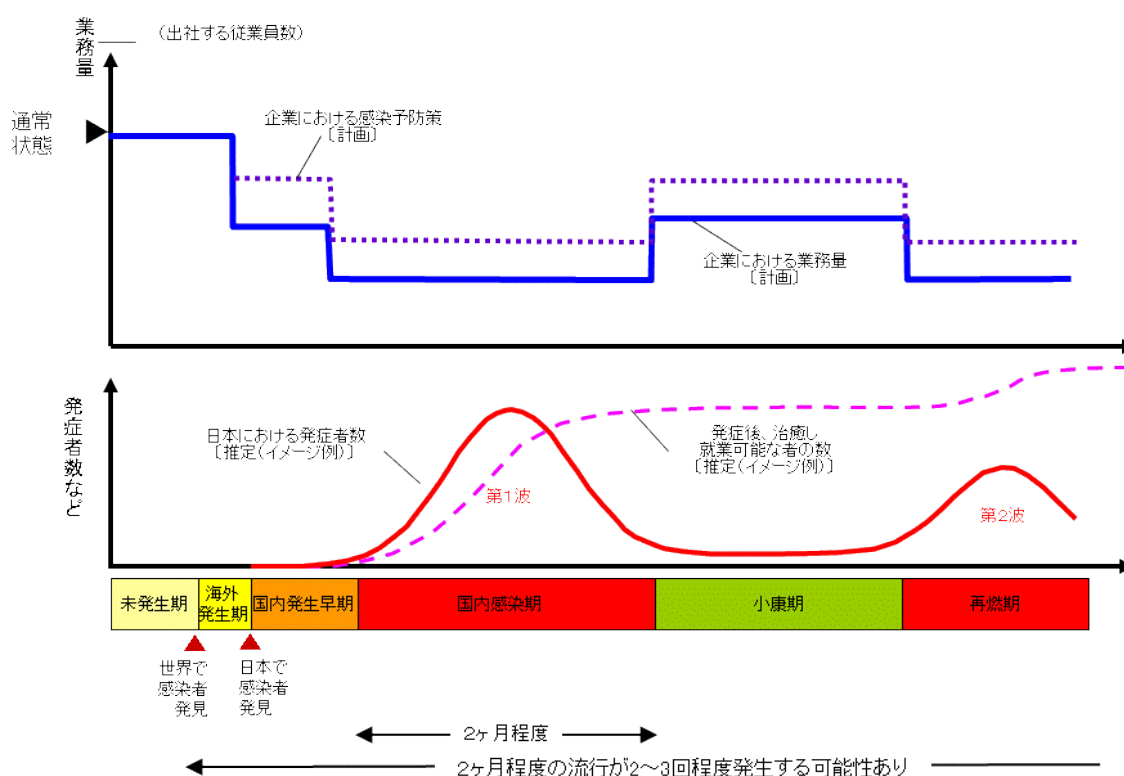 業務量
（出社する従業員数）
通常
状態
企業における感染予防策
〔計画〕
企業における業務量
〔計画〕
発症者数など
日本における発症者数
〔推定（イメージ例）〕
発症後、治癒し
就業可能な者の数
〔推定（イメージ例）〕
第1波
第2波
未発生期
海外
発生期
国内発生早期
国内感染期
小康期
再燃期
世界で
感染者
発見
日本で
感染者
発見
2ヶ月程度
2ヶ月程度の流行が2～3回程度発生する可能性あり